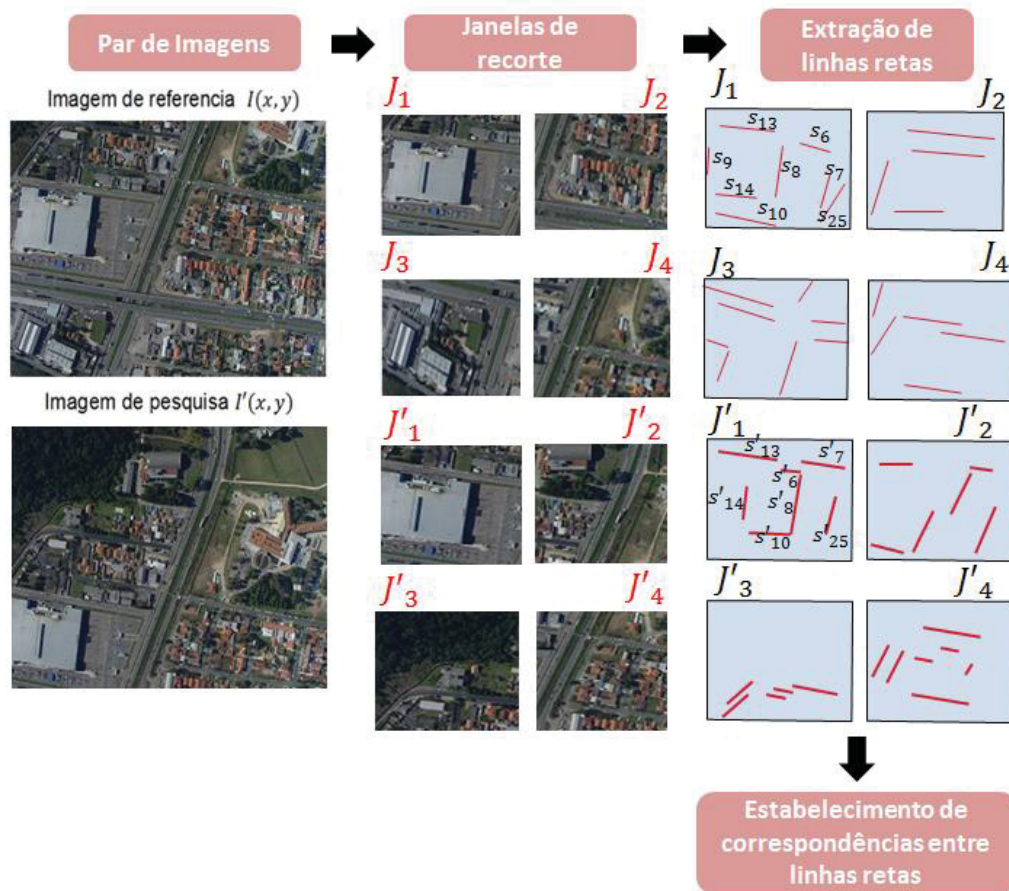 Par de Imagens
Janelas de
recorte
Extração de
linhas retas
Imagem de referencia I(x, y)
J₁
J₂
J₁
J₂
s₁₃
s₆
s₉
s₈
s₇
s₁₄
s₁₀
s₂₅
J₃
J₄
J₃
J₄
Imagem de pesquisa I'(x, y)
J'₁
J'₂
J'₁
J'₂
s'₁₃
s'₇
s'₆
s'₁₄
s'₈
s'₁₀
s'₂₅
J'₃
J'₄
J'₃
J'₄
Estabelecimento de
correspondências entre
linhas retas